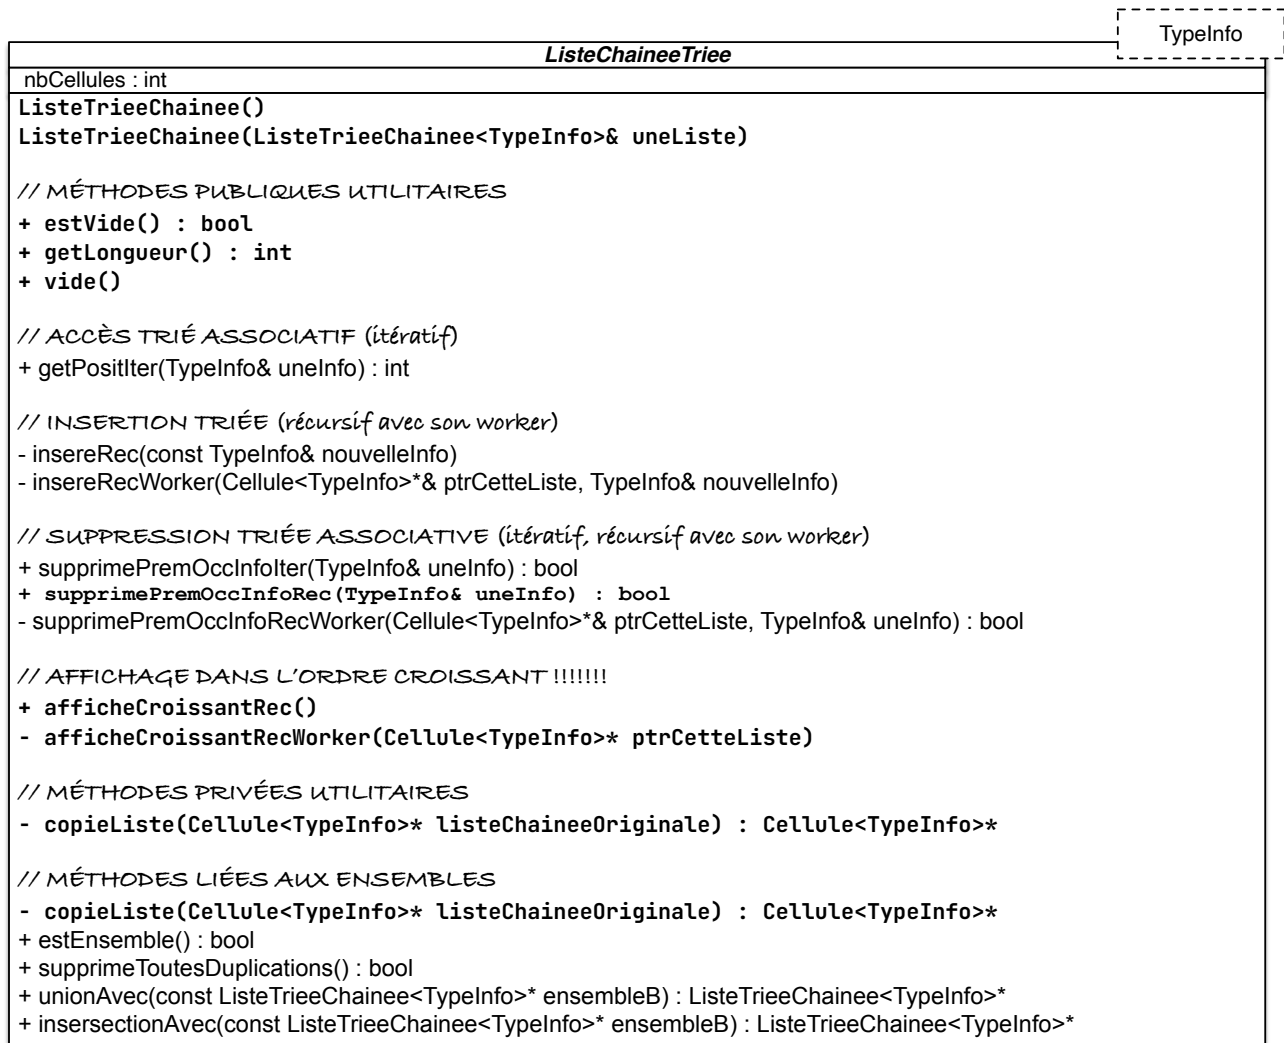 TypeInfo
ListeChaineeTriee
nbCellules : int
ListeTrieeChainee()
ListeTrieeChainee(ListeTrieeChainee<TypeInfo>& uneListe)
// MÉTHODES PUBLIQUES UTILITAIRES
+ estVide() : bool
+ getLongueur() : int
+ vide()
// ACCÈS TRIÉ ASSOCIATIF (itératif)
+ getPositIter(TypeInfo& uneInfo) : int
// INSERTION TRIÉE (récursif avec son worker)
- insereRec(const TypeInfo& nouvelleInfo)
- insereRecWorker(Cellule<TypeInfo>*& ptrCetteListe, TypeInfo& nouvelleInfo)
// SUPPRESSION TRIÉE ASSOCIATIVE (itératif, récursif avec son worker)
+ supprimePremOccInfoIter(TypeInfo& uneInfo) : bool
+ supprimePremOccInfoRec(TypeInfo& uneInfo) : bool
- supprimePremOccInfoRecWorker(Cellule<TypeInfo>*& ptrCetteListe, TypeInfo& uneInfo) : bool
// AFFICHAGE DANS L'ORDRE CROISSANT !!!!!!!
+ afficheCroissantRec()
- afficheCroissantRecWorker(Cellule<TypeInfo>* ptrCetteListe)
// MÉTHODES PRIVÉES UTILITAIRES
- copieListe(Cellule<TypeInfo>* listeChaineeOriginale) : Cellule<TypeInfo>*
// MÉTHODES LIÉES AUX ENSEMBLES
- copieListe(Cellule<TypeInfo>* listeChaineeOriginale) : Cellule<TypeInfo>*
+ estEnsemble() : bool
+ supprimeToutesDuplications() : bool
+ unionAvec(const ListeTrieeChainee<TypeInfo>* ensembleB) : ListeTrieeChainee<TypeInfo>*
+ insersectionAvec(const ListeTrieeChainee<TypeInfo>* ensembleB) : ListeTrieeChainee<TypeInfo>*